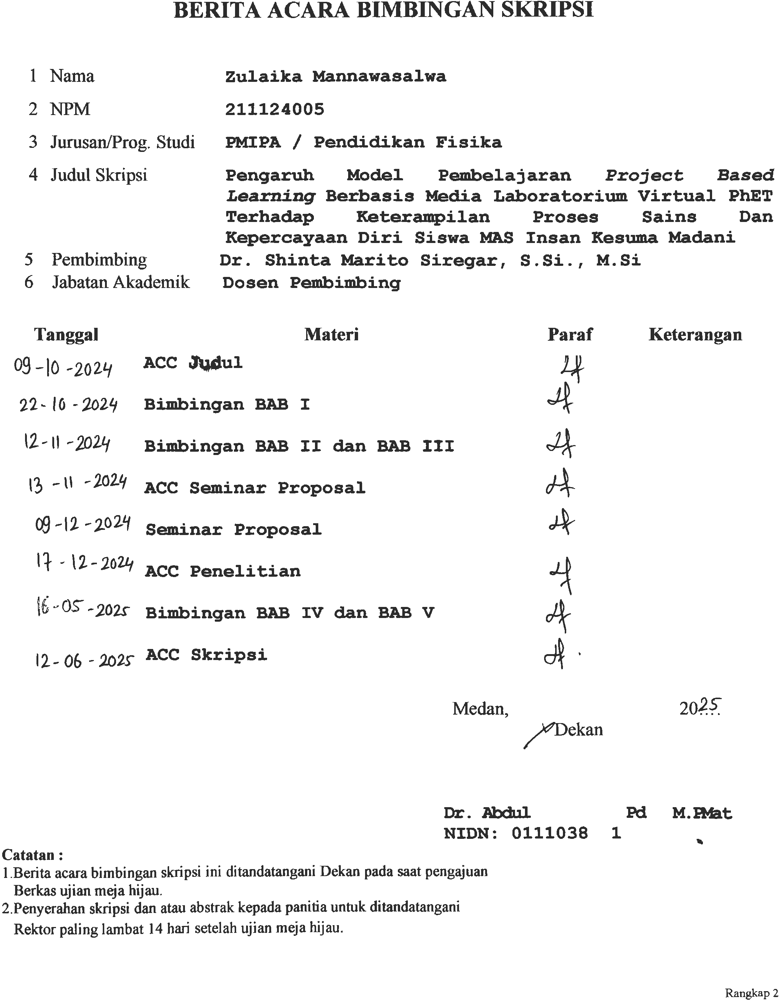 BERITA ACARA BIMBINGAN SKRIPSI
1 Nama Zulaika Mannawasalwa
2 NPM 211124005
3 Jurusan/Prog. Studi PMIPA / Pendidikan Fisika
4 Judul Skripsi Pengaruh Model Pembelajaran Project Based
Learning Berbasis Media Laboratorium Virtual PhET
Terhadap Keterampilan Proses Sains Dan
Kepercayaan Diri Siswa MAS Insan Kesuma Madani
5 Pembimbing Dr. Shinta Marito Siregar, S.Si., M.Si
6 Jabatan Akademik Dosen Pembimbing
Tanggal Materi Paraf Keterangan
09-10-2024 ACC Judul
22-10-2024 Bimbingan BAB I
12-11-2024 Bimbingan BAB II dan BAB III
13-11-2024 ACC Seminar Proposal
09-12-2024 Seminar Proposal
17-12-2024 ACC Penelitian
16-05-2025 Bimbingan BAB IV dan BAB V
12-06-2025 ACC Skripsi
Medan, 2025
Dekan
Dr. Abdul Pd
NIDN: 0111038 1
Catatan :
1.Berita acara bimbingan skripsi ini ditandatangani Dekan pada saat pengajuan
Berkas ujian meja hijau.
2.Penyerahan skripsi dan atau abstrak kepada panitia untuk ditandatangani
Rektor paling lambat 14 hari setelah ujian meja hijau.
Rangkap 2